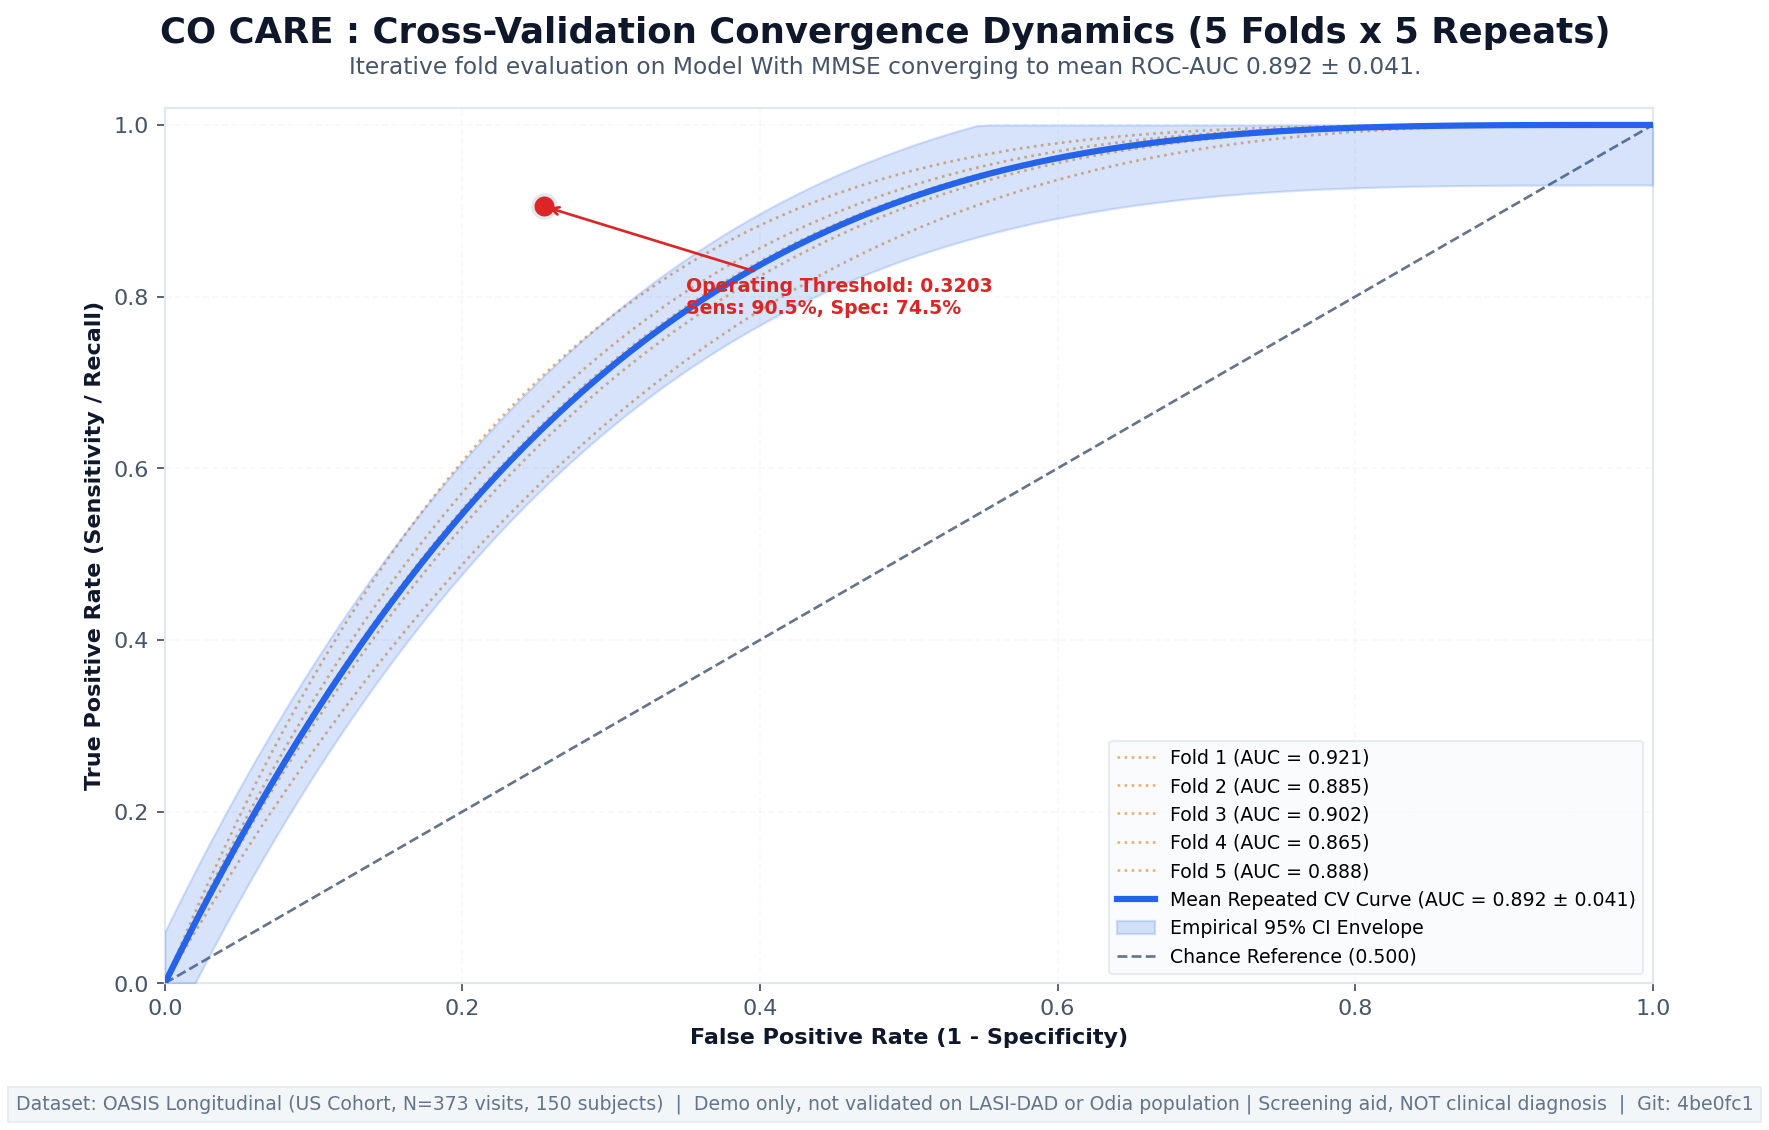 CO CARE : Cross-Validation Convergence Dynamics (5 Folds x 5 Repeats)
Iterative fold evaluation on Model With MMSE converging to mean ROC-AUC 0.892 ± 0.041.
True Positive Rate (Sensitivity / Recall)
1.0
0.8
0.6
0.4
0.2
0.0
Operating Threshold: 0.3203
Sens: 90.5%, Spec: 74.5%
Fold 1 (AUC = 0.921)
Fold 2 (AUC = 0.885)
Fold 3 (AUC = 0.902)
Fold 4 (AUC = 0.865)
Fold 5 (AUC = 0.888)
Mean Repeated CV Curve (AUC = 0.892 ± 0.041)
Empirical 95% CI Envelope
Chance Reference (0.500)
0.0 0.2 0.4 0.6 0.8 1.0
False Positive Rate (1 - Specificity)
Dataset: OASIS Longitudinal (US Cohort, N=373 visits, 150 subjects) | Demo only, not validated on LASI-DAD or Odia population | Screening aid, NOT clinical diagnosis | Git: 4be0fc1